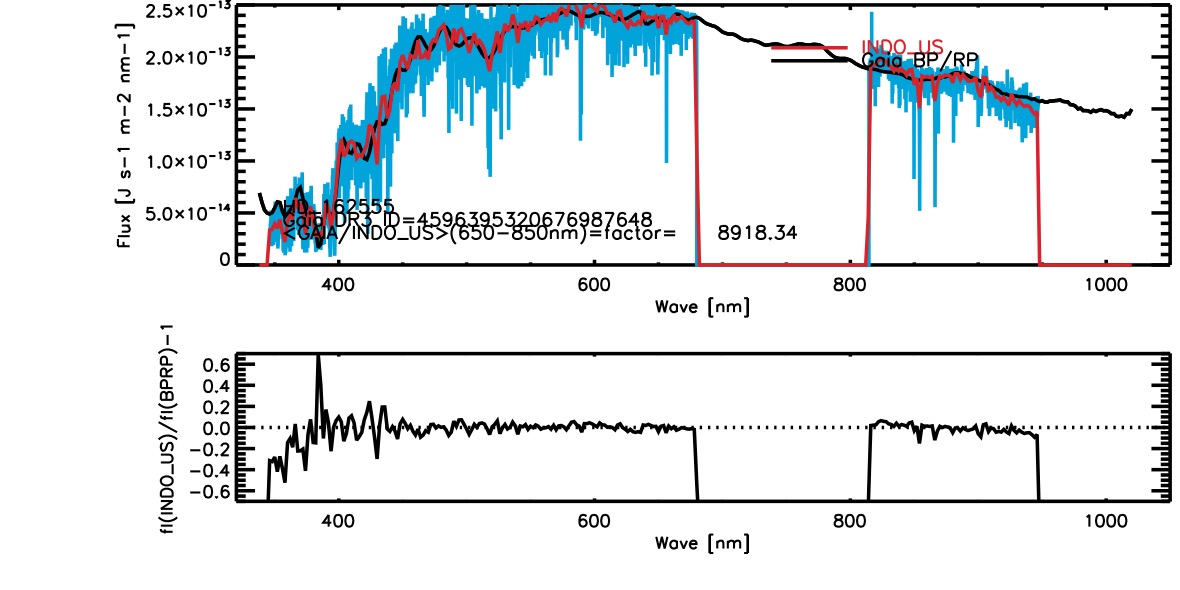 2.5×10⁻¹³
2.0×10⁻¹³
1.5×10⁻¹³
1.0×10⁻¹³
5.0×10⁻¹⁴
0
Flux [J s-1 m-2 nm-1]
INDO_US
Gaia BP/RP
HD 162555
Gaia DR3 ID=4596395320676987648
<GAIA/INDO_US>(650-850nm)=factor= 8918.34
400 600 800 1000
Wave [nm]
fl(INDO_US)/fl(BPRP)-1
0.6
0.4
0.2
0.0
-0.2
-0.4
-0.6
400 600 800 1000
Wave [nm]